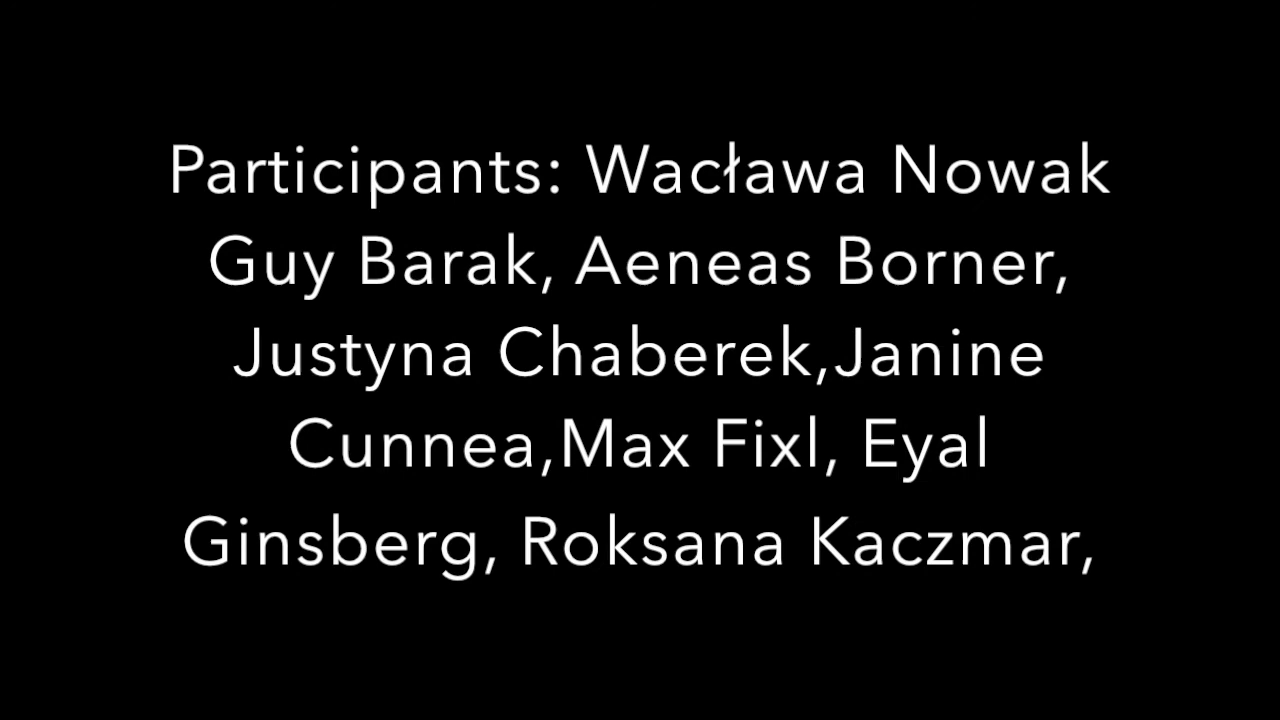 Participants: Wacława Nowak
Guy Barak, Aeneas Borner,
Justyna Chaberek,Janine
Cunnea,Max Fixl, Eyal
Ginsberg, Roksana Kaczmar,